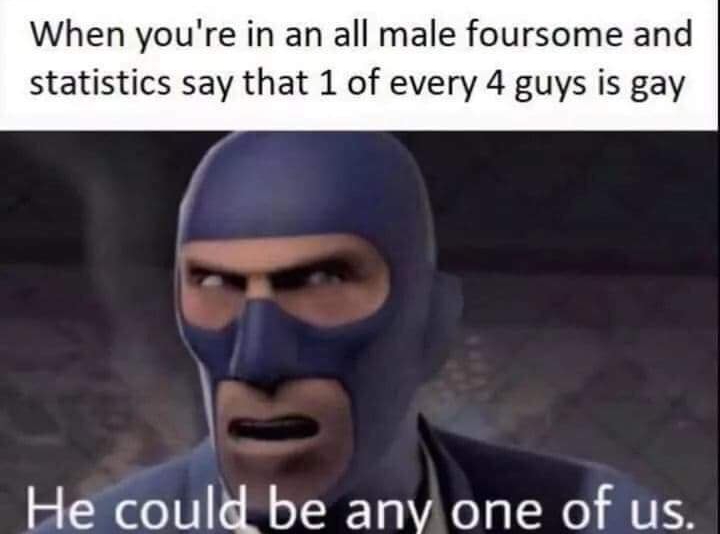 When you're in an all male foursome and
statistics say that 1 of every 4 guys is gay
He could be any one of us.